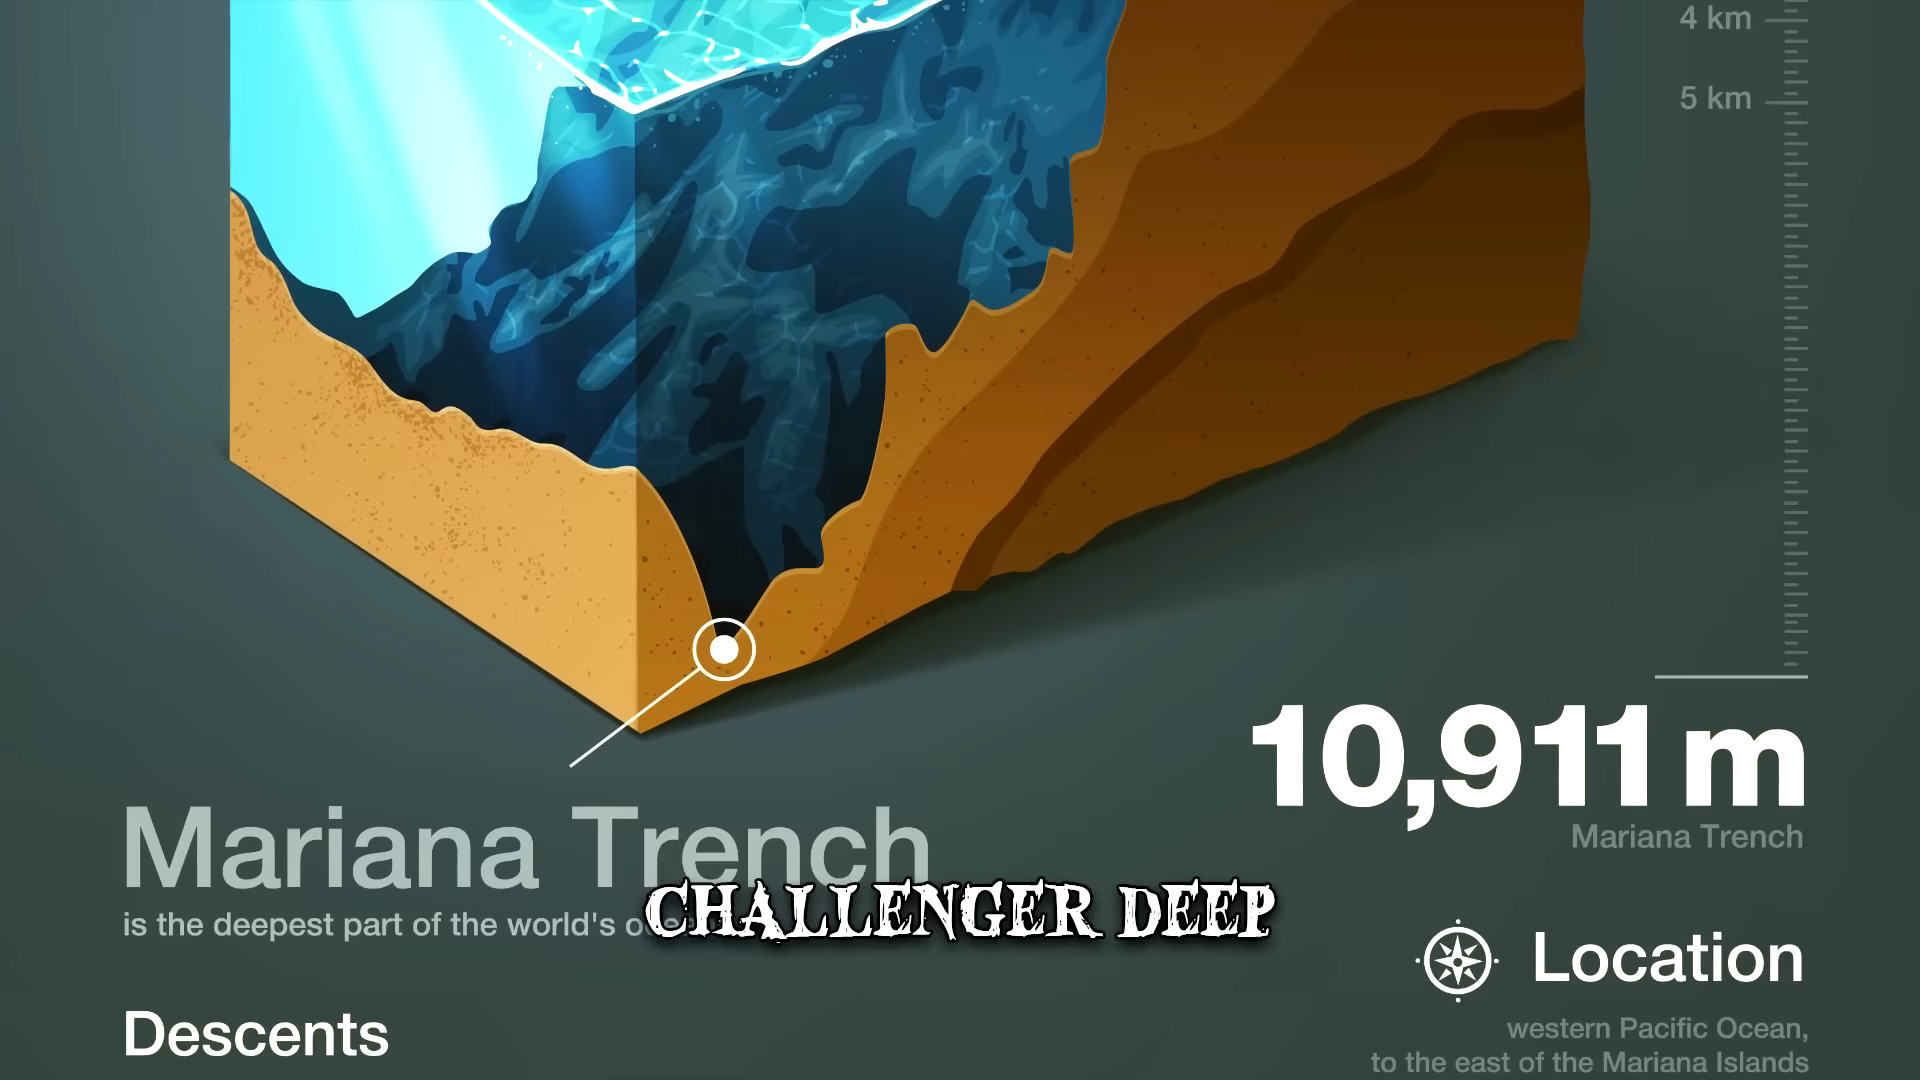 4 km
5 km
10,911 m
Mariana Trench
Mariana Trench
is the deepest part of the world's
CHALLENGER DEEP
Location
western Pacific Ocean,
to the east of the Mariana Islands
Descents